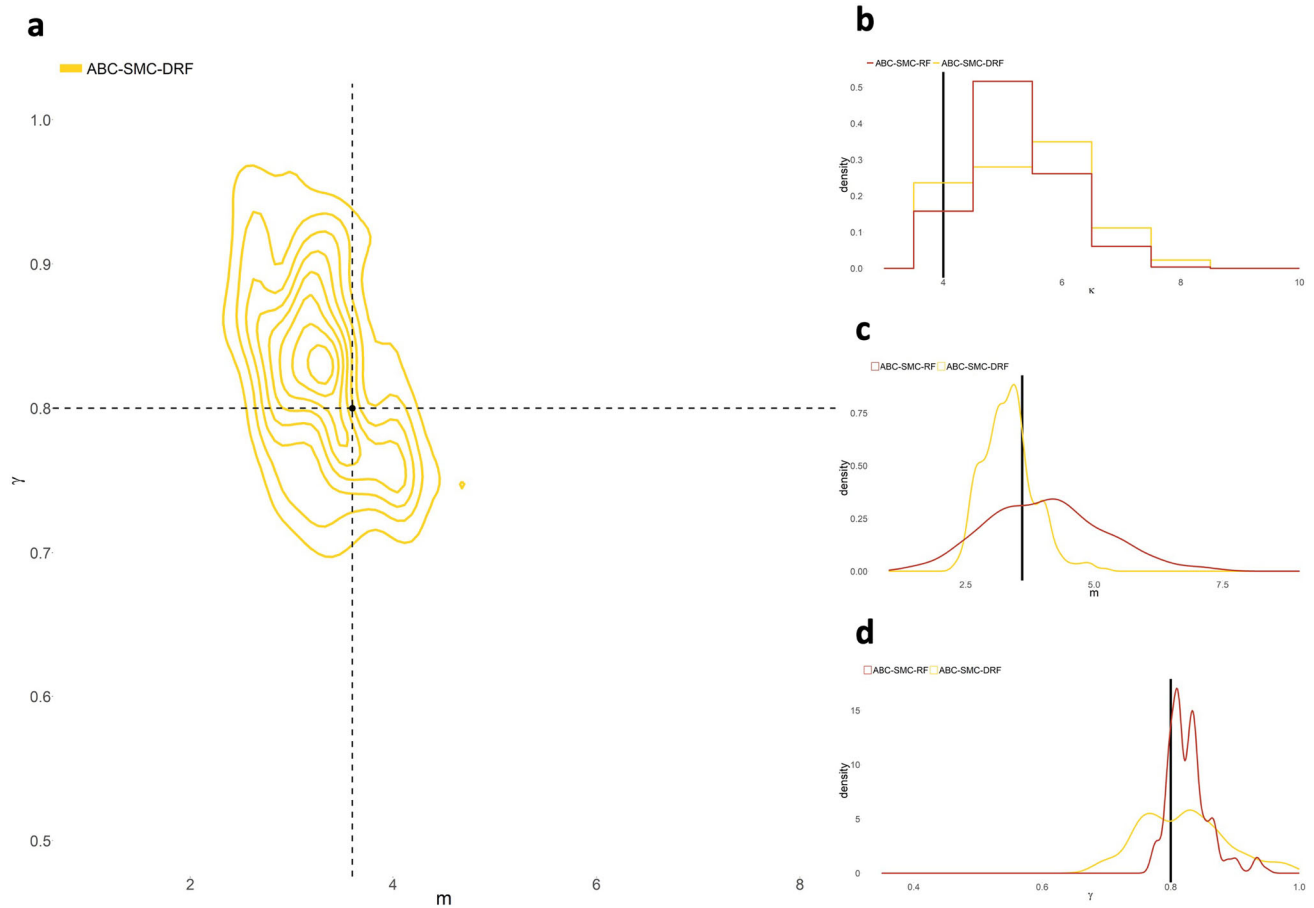 a
ABC-SMC-DRF
1.0
0.9
0.8
0.7
0.6
0.5
γ
2 4 6 8
m
b
ABC-SMC-RF ABC-SMC-DRF
0.5
0.4
0.3
0.2
0.1
0.0
density
4 6 8 10
κ
c
ABC-SMC-RF ABC-SMC-DRF
0.75
0.50
0.25
0.00
density
2.5 5.0 7.5
m
d
ABC-SMC-RF ABC-SMC-DRF
15
10
5
0
density
0.4 0.6 0.8 1.0
γ